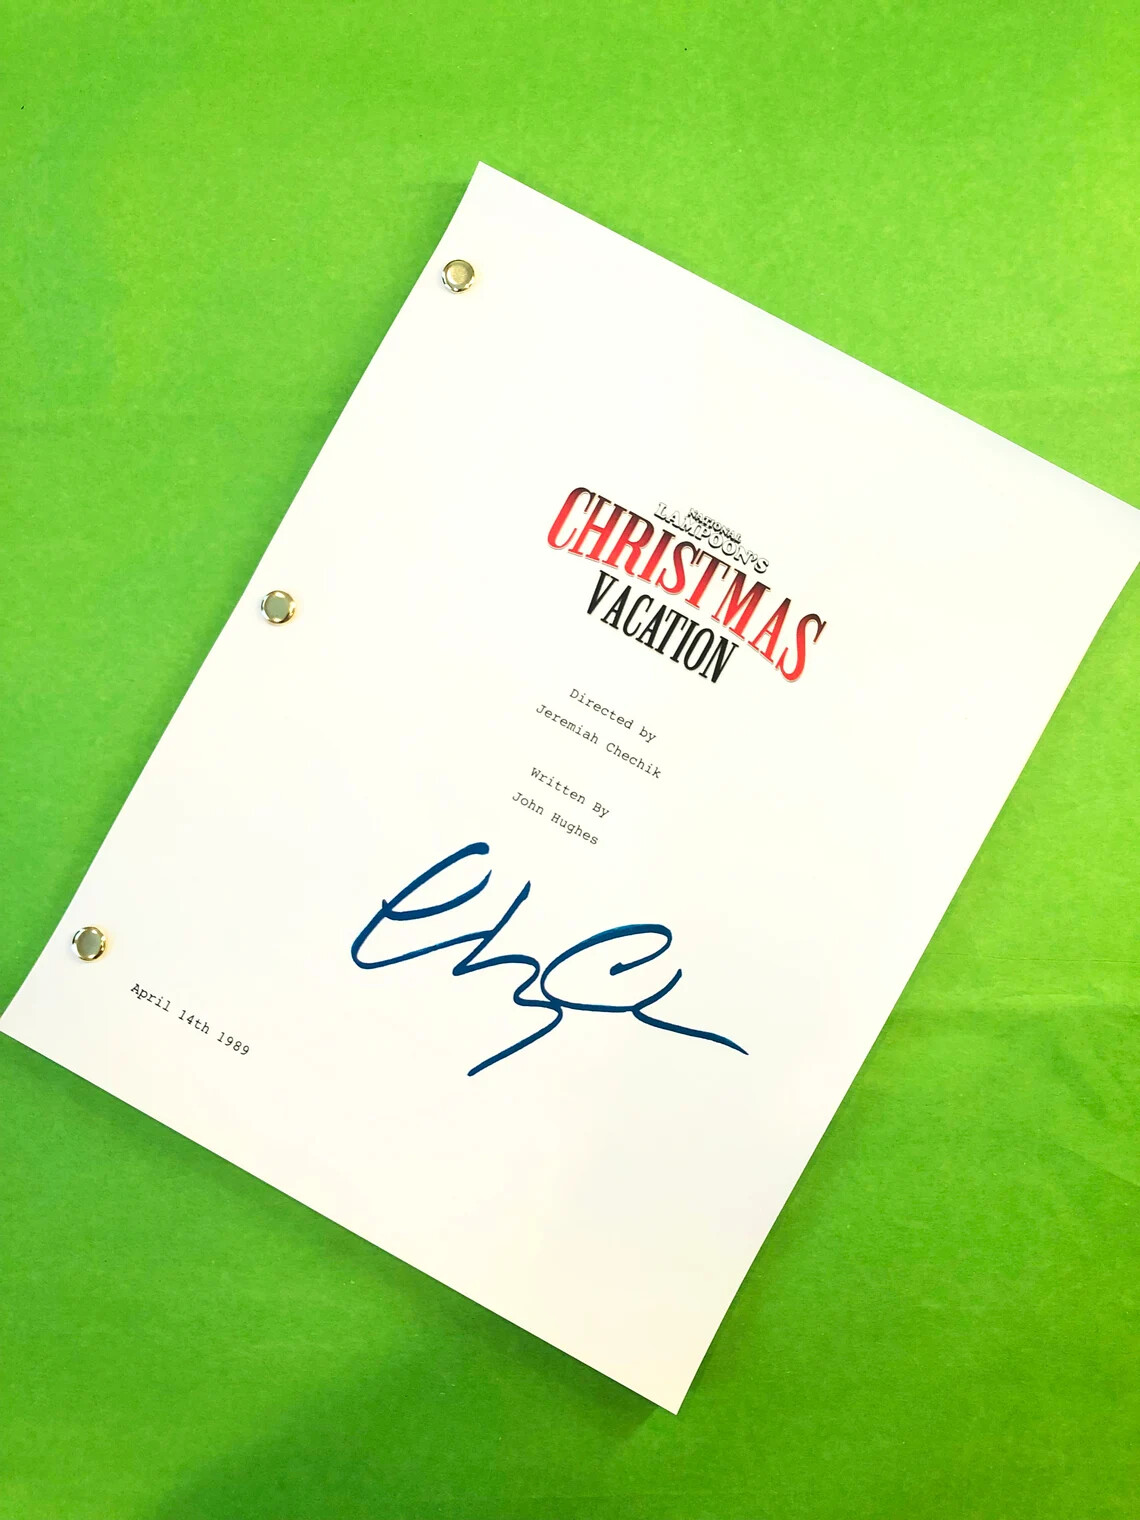 NATIONAL
LAMPOON'S
CHRISTMAS
VACATION
Directed by
Jeremiah Chechik
Written By
John Hughes
April 14th 1989